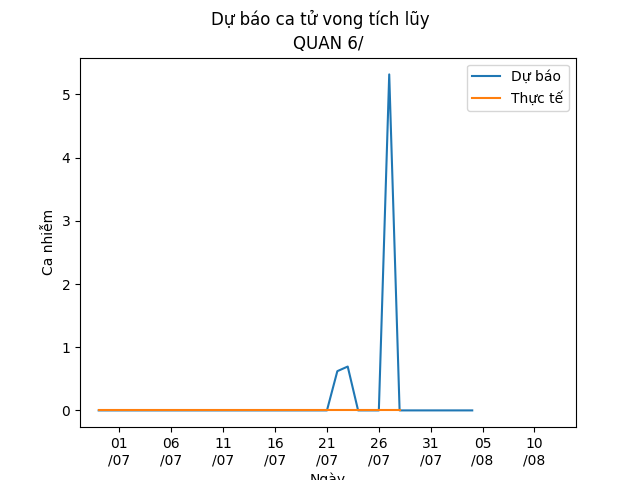 Dự báo ca tử vong tích lũy
QUAN 6/
Dự báo
Thực tế
Ca nhiễm
5
4
3
2
1
0
01 06 11 16 21 26 31 05 10
/07 /07 /07 /07 /07 /07 /07 /08 /08
Ngày